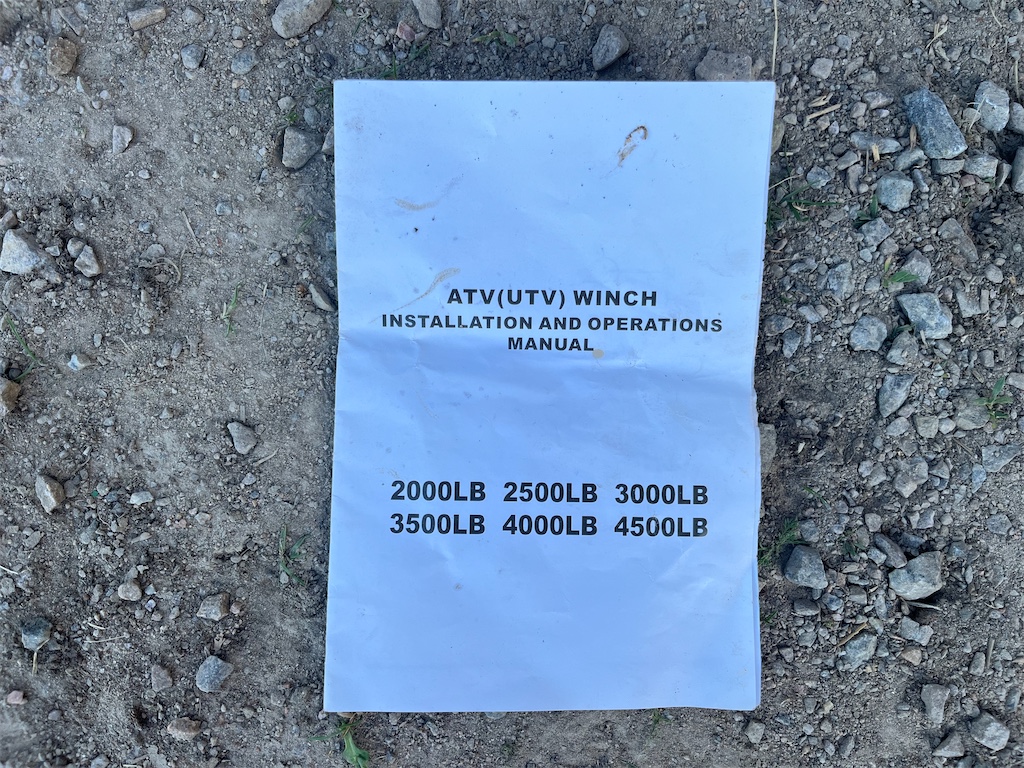 ATV(UTV) WINCH
INSTALLATION AND OPERATIONS
MANUAL
2000LB 2500LB 3000LB
3500LB 4000LB 4500LB